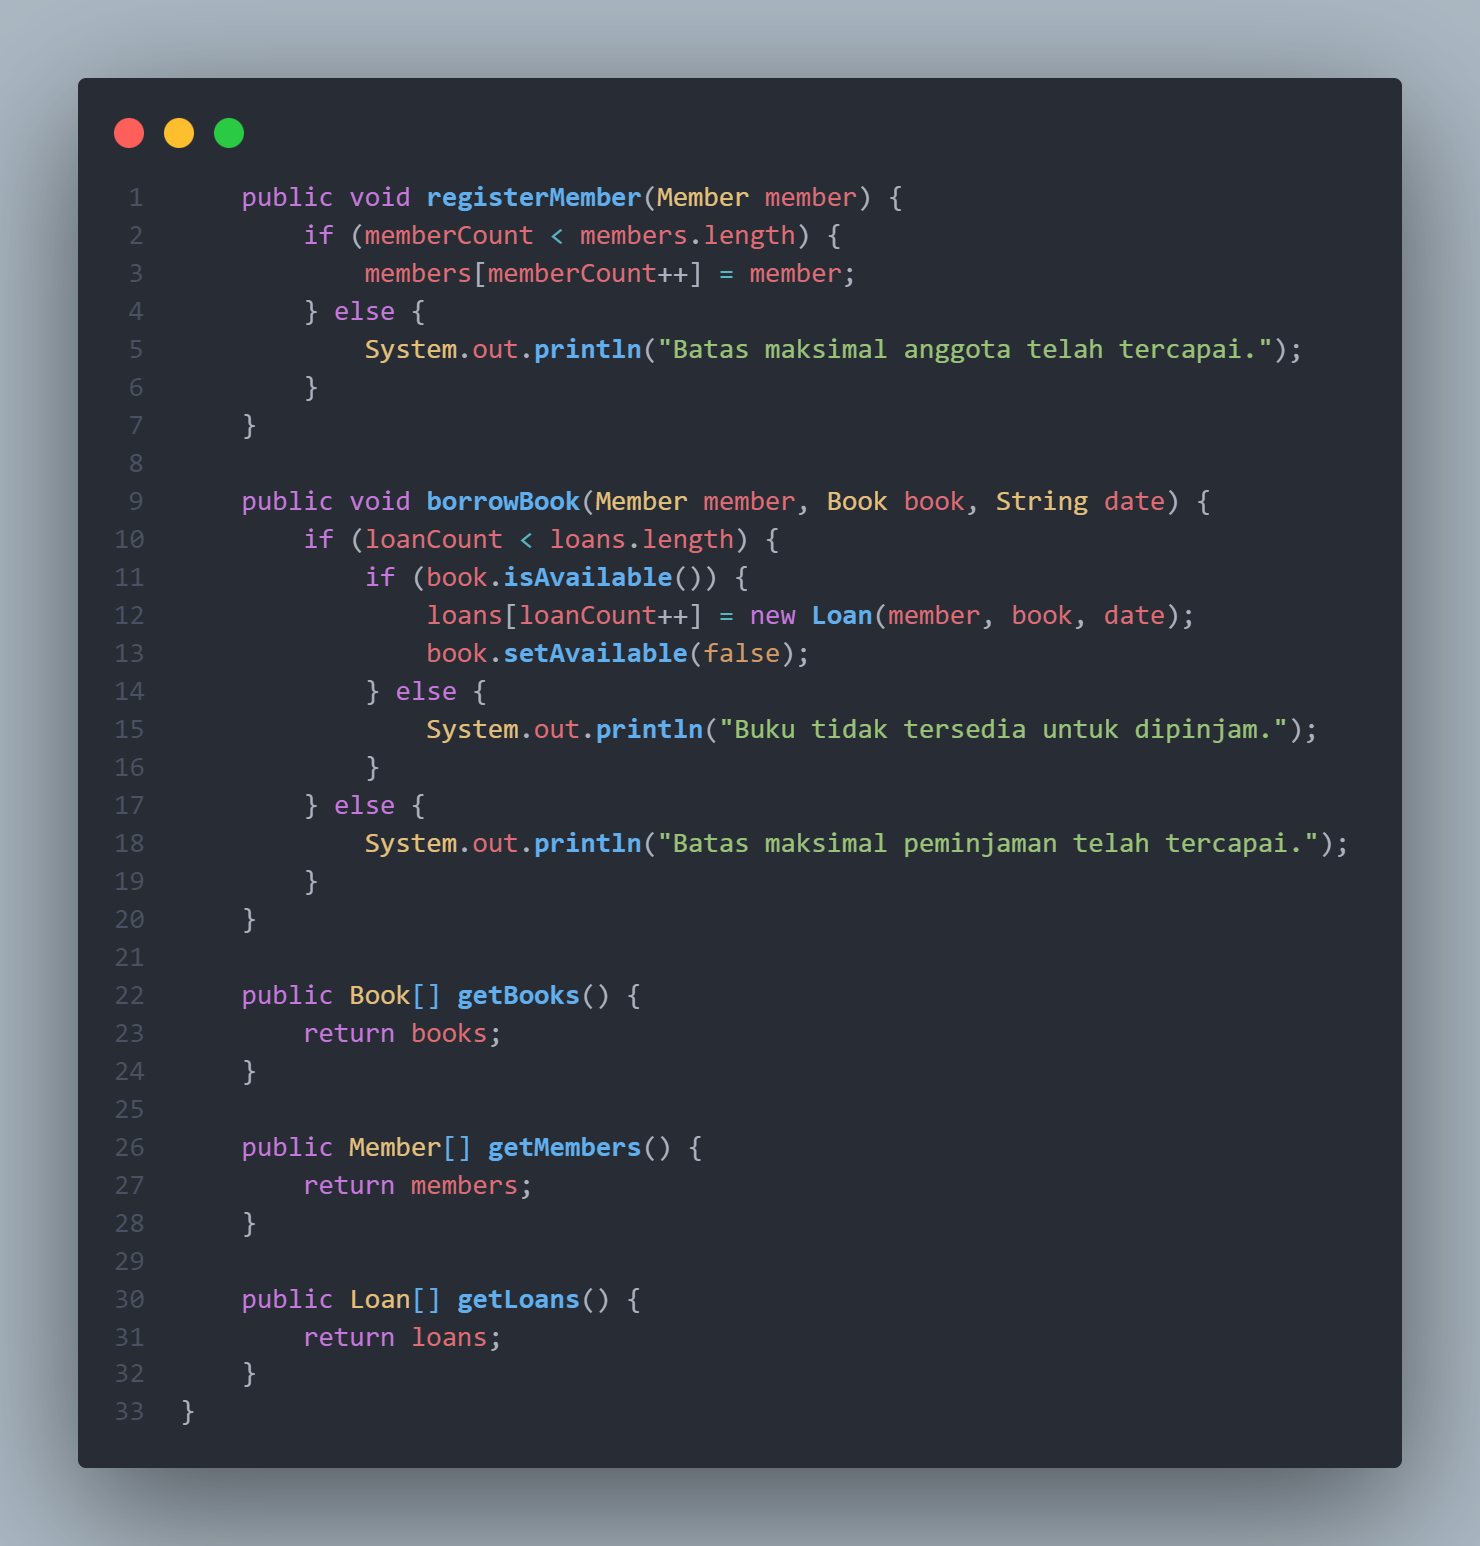 1 public void registerMember(Member member) {
2 if (memberCount < members.length) {
3 members[memberCount++] = member;
4 } else {
5 System.out.println("Batas maksimal anggota telah tercapai.");
6 }
7 }
8
9 public void borrowBook(Member member, Book book, String date) {
10 if (loanCount < loans.length) {
11 if (book.isAvailable()) {
12 loans[loanCount++] = new Loan(member, book, date);
13 book.setAvailable(false);
14 } else {
15 System.out.println("Buku tidak tersedia untuk dipinjam.");
16 }
17 } else {
18 System.out.println("Batas maksimal peminjaman telah tercapai.");
19 }
20 }
21
22 public Book[] getBooks() {
23 return books;
24 }
25
26 public Member[] getMembers() {
27 return members;
28 }
29
30 public Loan[] getLoans() {
31 return loans;
32 }
33 }